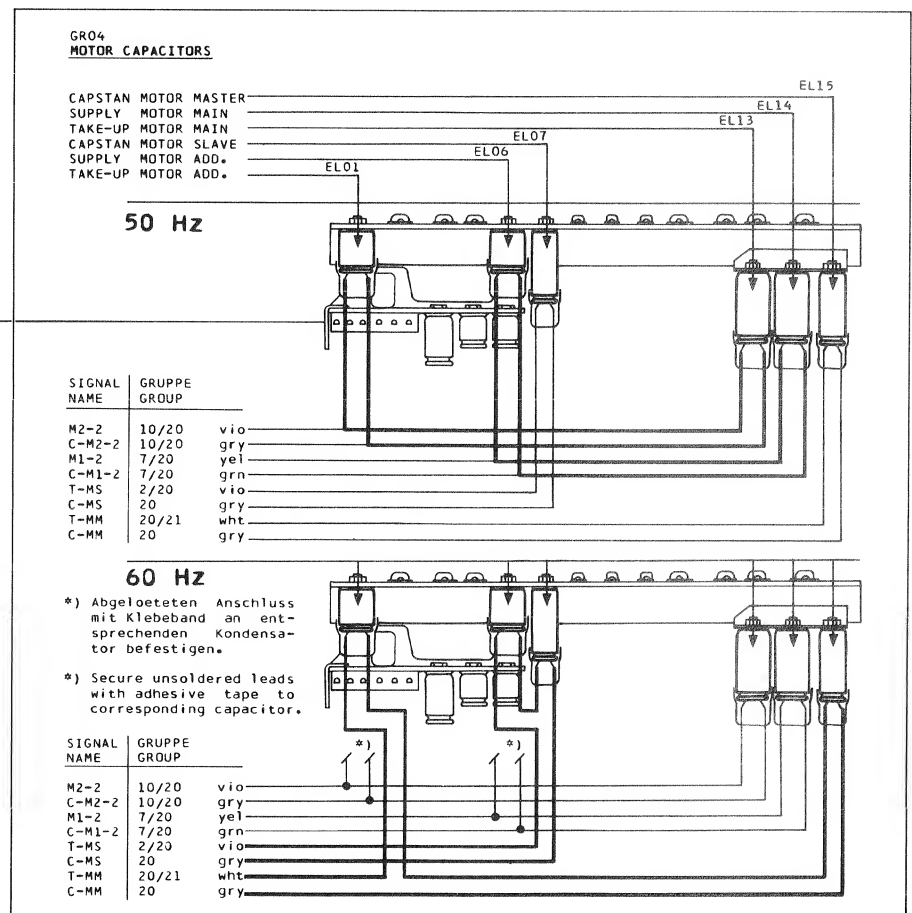 GR04
MOTOR CAPACITORS
CAPSTAN MOTOR MASTER
SUPPLY MOTOR MAIN
TAKE-UP MOTOR MAIN
CAPSTAN MOTOR SLAVE
SUPPLY MOTOR ADD.
TAKE-UP MOTOR ADD.
EL15
EL14
EL13
EL07
EL06
EL01
50 Hz
SIGNAL NAME GRUPPE GROUP
M2-2 10/20 vio
C-M2-2 10/20 gry
M1-2 7/20 yel
C-M1-2 7/20 grn
T-MS 2/20 vio
C-MS 20 gry
T-MM 20/21 wht
C-MM 20 gry
60 Hz
*) Abgeloeteten Anschluss
mit Klebeband an ent-
sprechenden Kondensa-
tor befestigen.
*) Secure unsoldered leads
with adhesive tape to
corresponding capacitor.
*)
*)
SIGNAL NAME GRUPPE GROUP
M2-2 10/20 vio
C-M2-2 10/20 gry
M1-2 7/20 yel
C-M1-2 7/20 grn
T-MS 2/20 vio
C-MS 20 gry
T-MM 20/21 wht
C-MM 20 gry